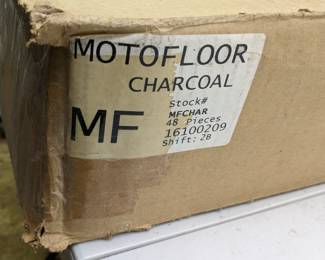 MOTOFLOOR
CHARCOAL
Stock#
MFCHAR
48 Pieces
16100209
Shift: 2B
MF